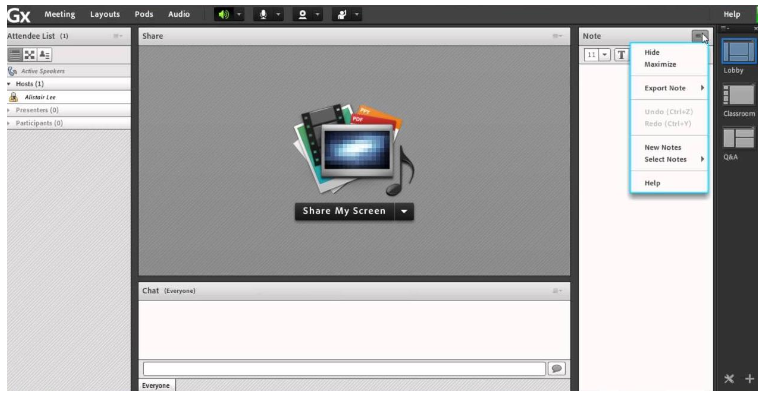 Gx Meeting Layouts Pods Audio Help
Attendee List (1)
Active Speakers
Hosts (1)
Alistair Lee
Presenters (0)
Participants (0)
Share
PPT
PDF
Share My Screen
Chat (Everyone)
Everyone
Note
11 T
Hide
Maximize
Export Note
Undo (Ctrl+Z)
Redo (Ctrl+Y)
New Notes
Select Notes
Help
Lobby
Classroom
Q&A